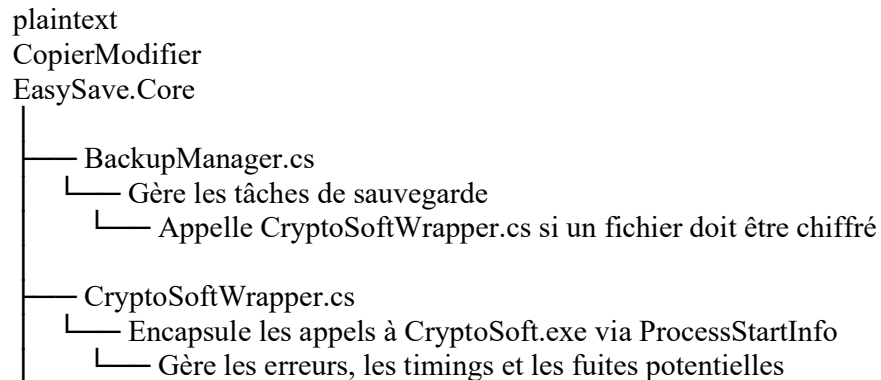 plaintext
CopierModifier
EasySave.Core
│
├── BackupManager.cs
│ └── Gère les tâches de sauvegarde
│ └── Appelle CryptoSoftWrapper.cs si un fichier doit être chiffré
│
├── CryptoSoftWrapper.cs
│ └── Encapsule les appels à CryptoSoft.exe via ProcessStartInfo
│ └── Gère les erreurs, les timings et les fuites potentielles